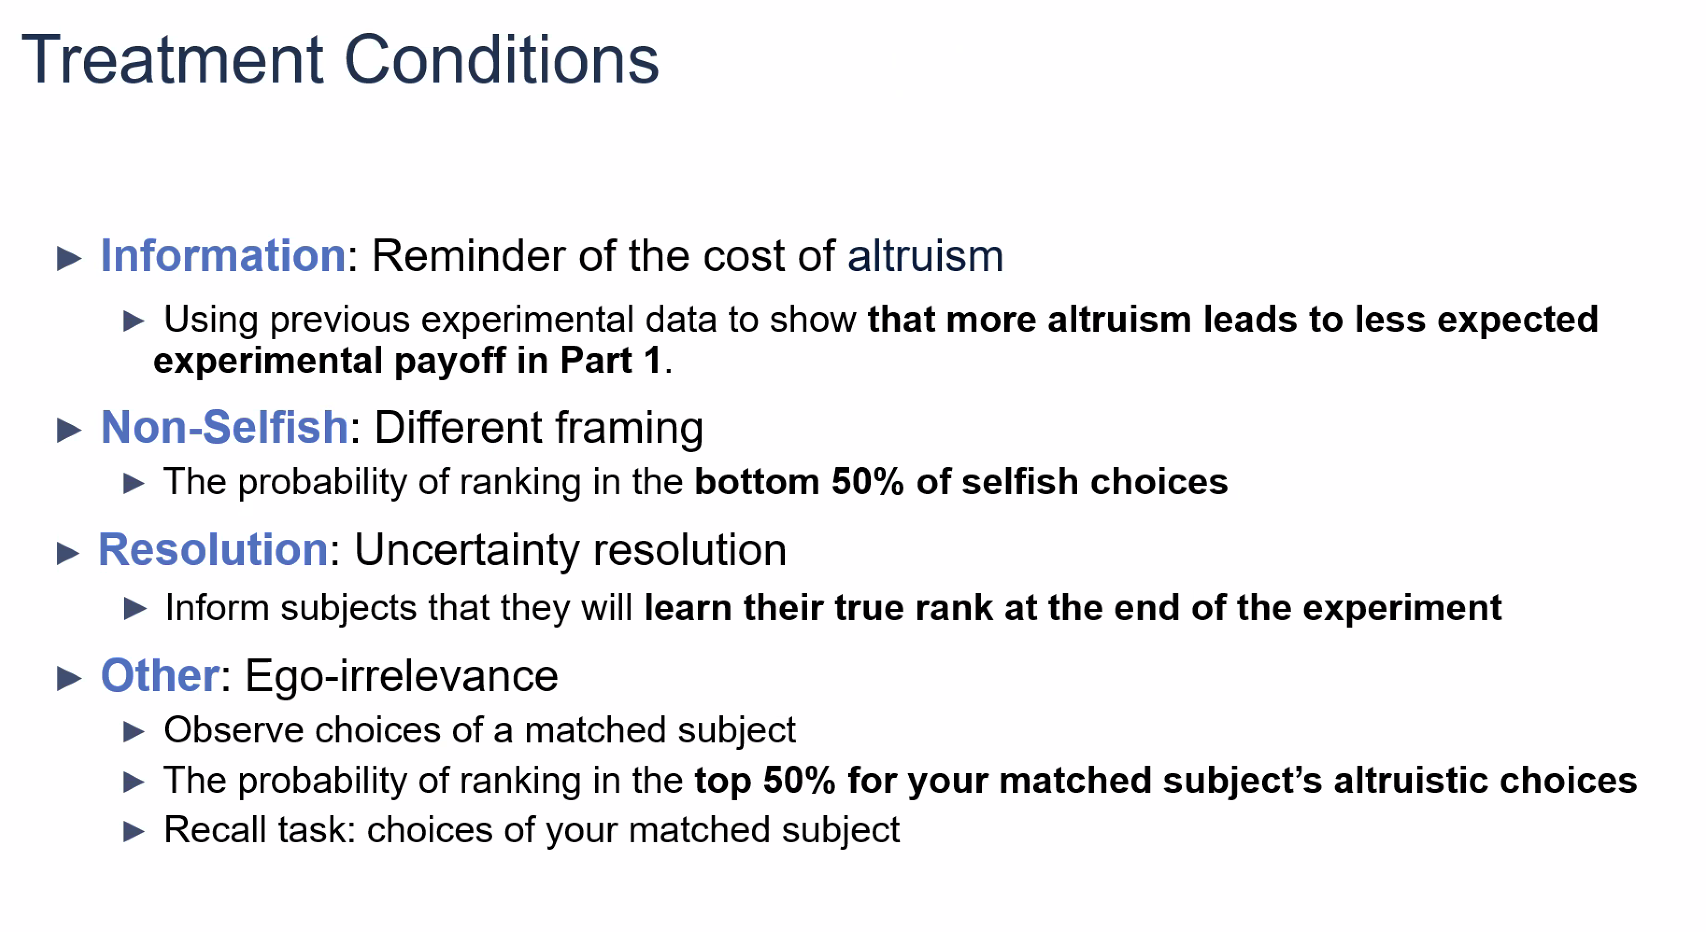 Treatment Conditions
► Information: Reminder of the cost of altruism
► Using previous experimental data to show that more altruism leads to less expected
experimental payoff in Part 1.
► Non-Selfish: Different framing
► The probability of ranking in the bottom 50% of selfish choices
► Resolution: Uncertainty resolution
► Inform subjects that they will learn their true rank at the end of the experiment
► Other: Ego-irrelevance
► Observe choices of a matched subject
► The probability of ranking in the top 50% for your matched subject’s altruistic choices
► Recall task: choices of your matched subject